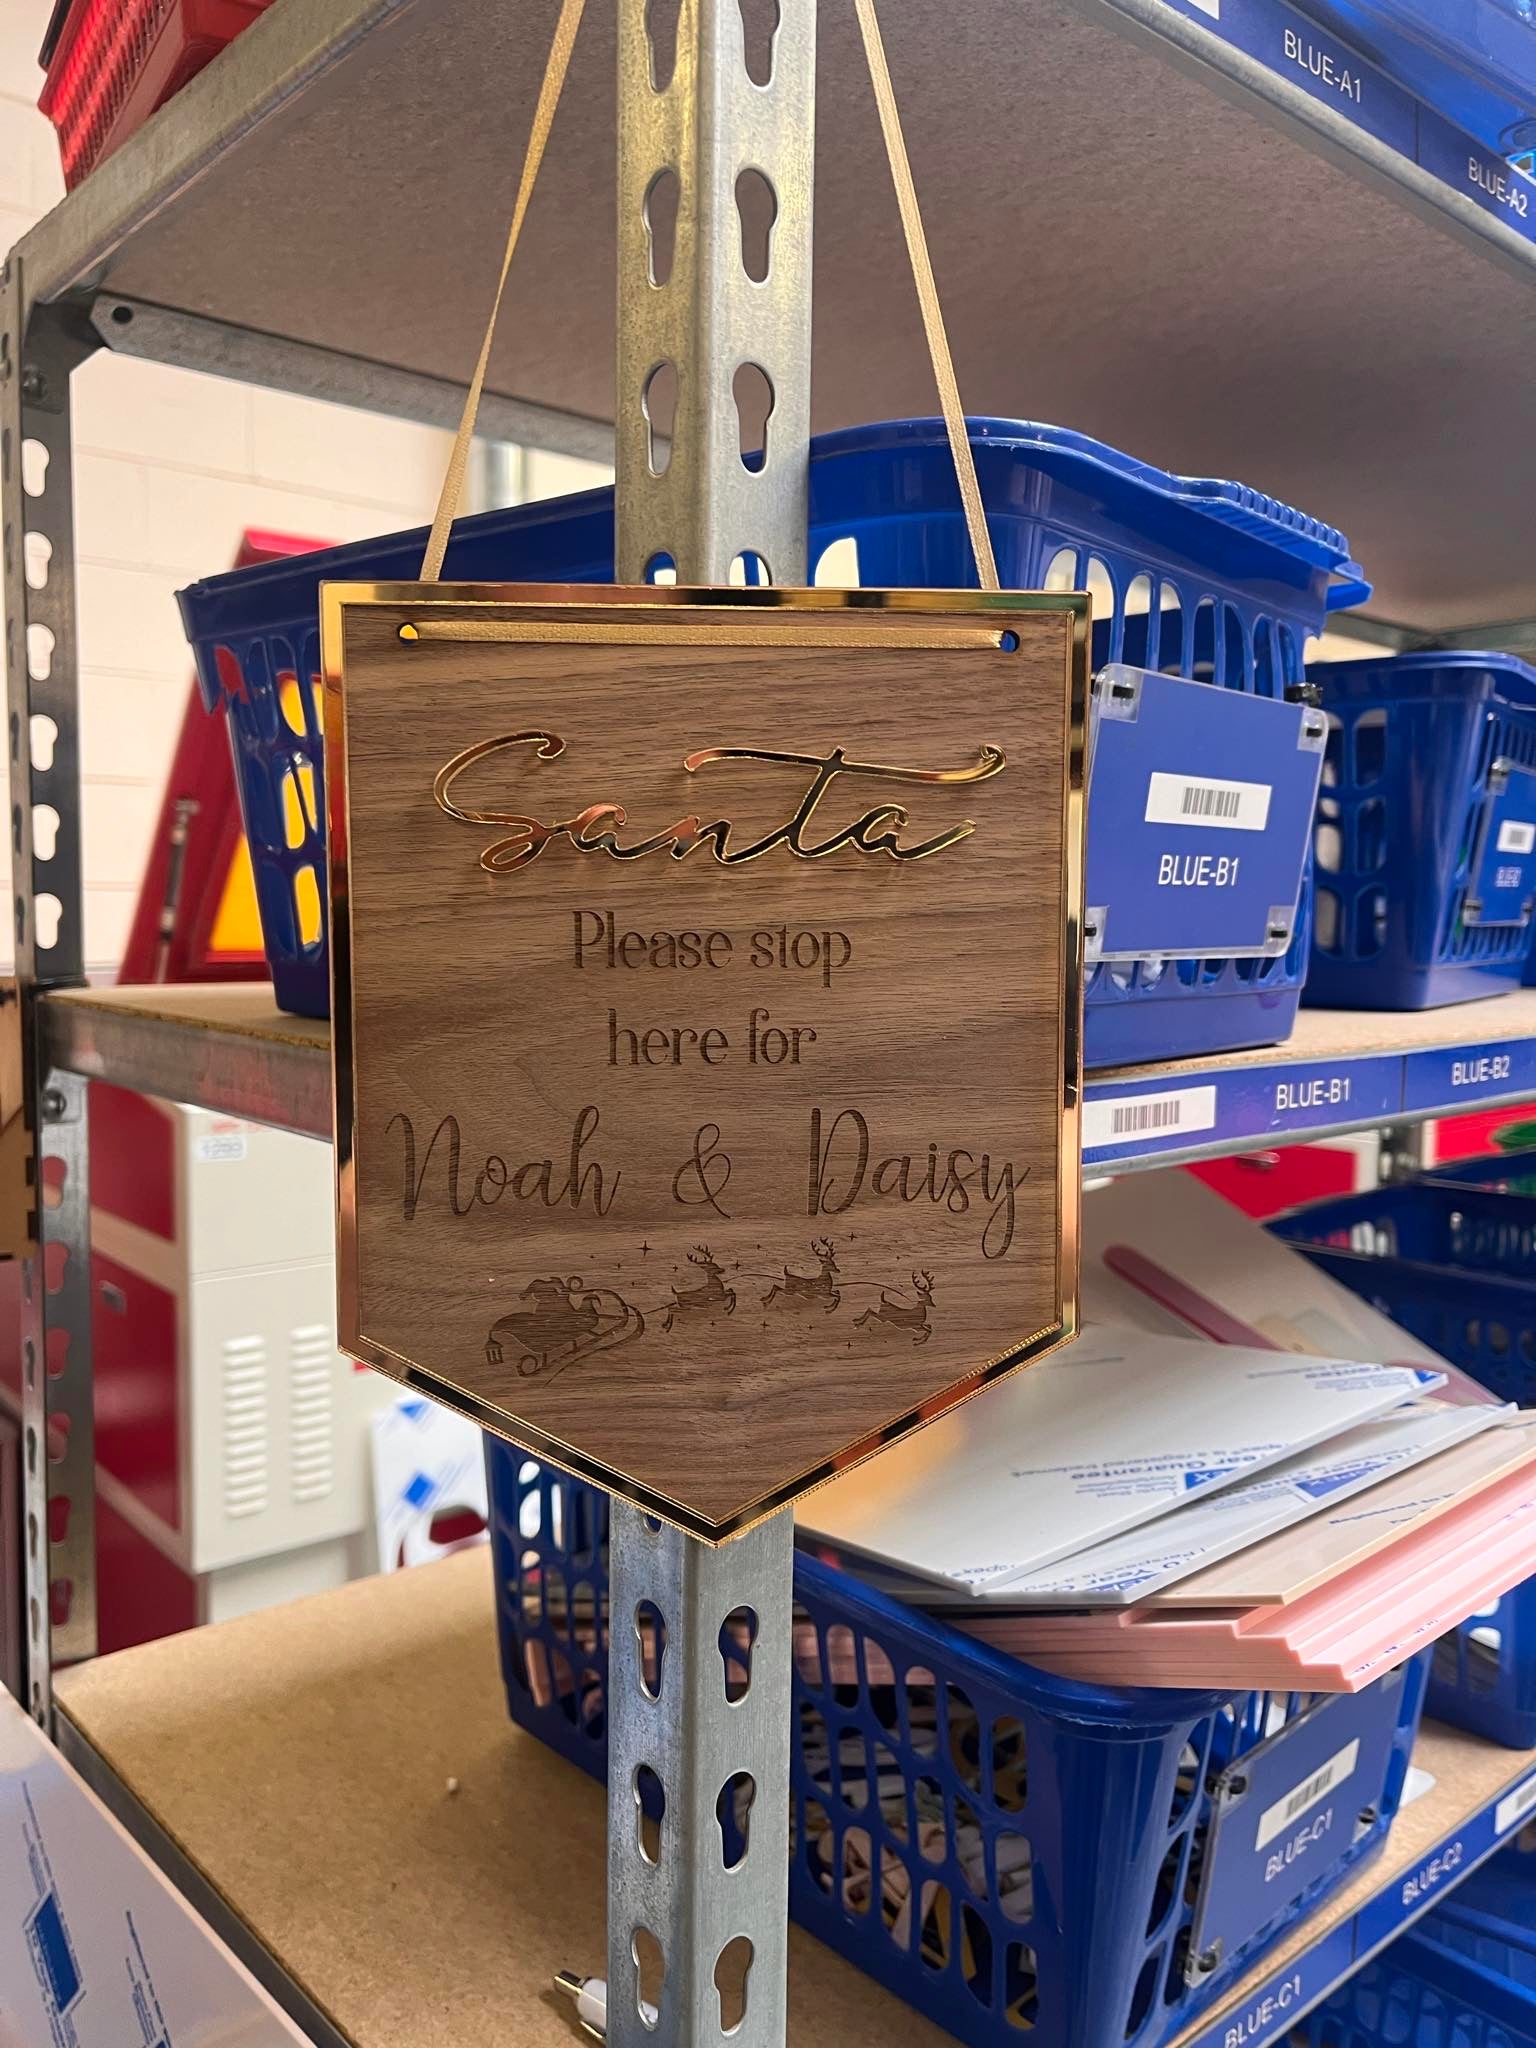 BLUE-A1
BLUE-A2
Santa
Please stop
here for
Noah & Daisy
BLUE-B1
BLUE-B1
BLUE-B2
BLUE-C1
BLUE-C2
BLUE-C1